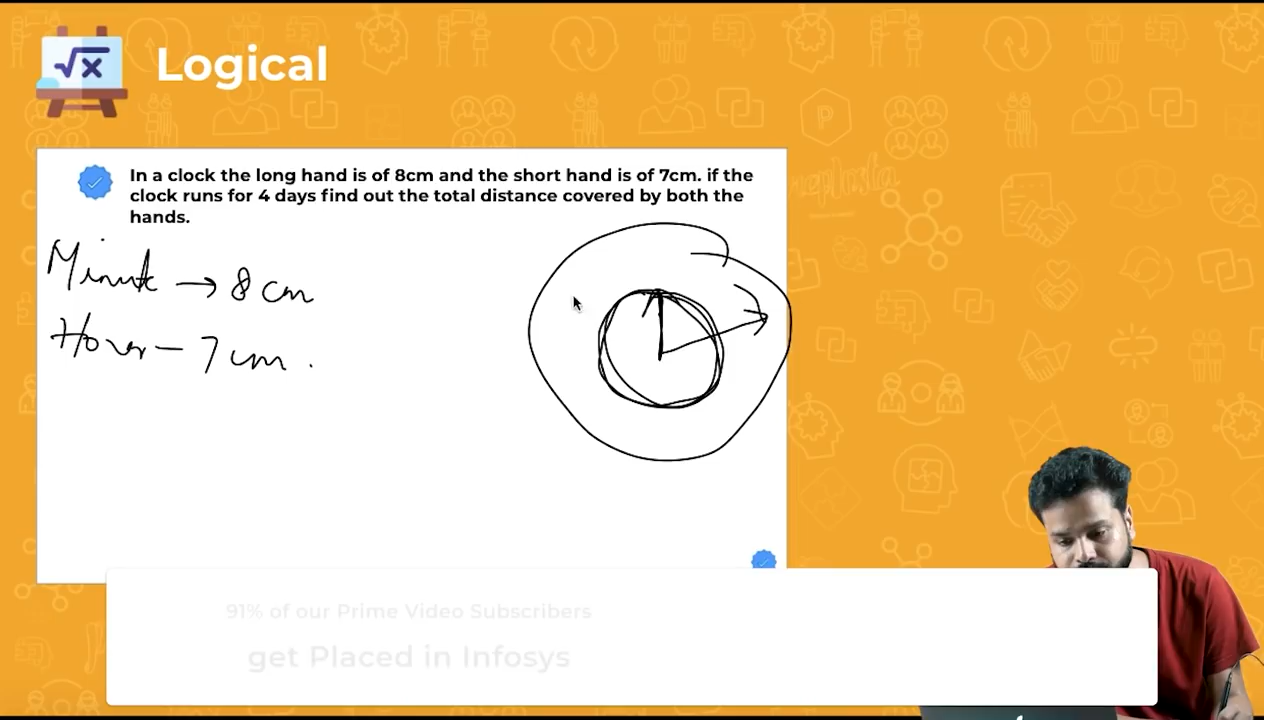 √x Logical
In a clock the long hand is of 8cm and the short hand is of 7cm. if the
clock runs for 4 days find out the total distance covered by both the
hands.
Minute → 8 cm
Hour – 7 cm .
91% of our Prime Video Subscribers
get Placed in Infosys